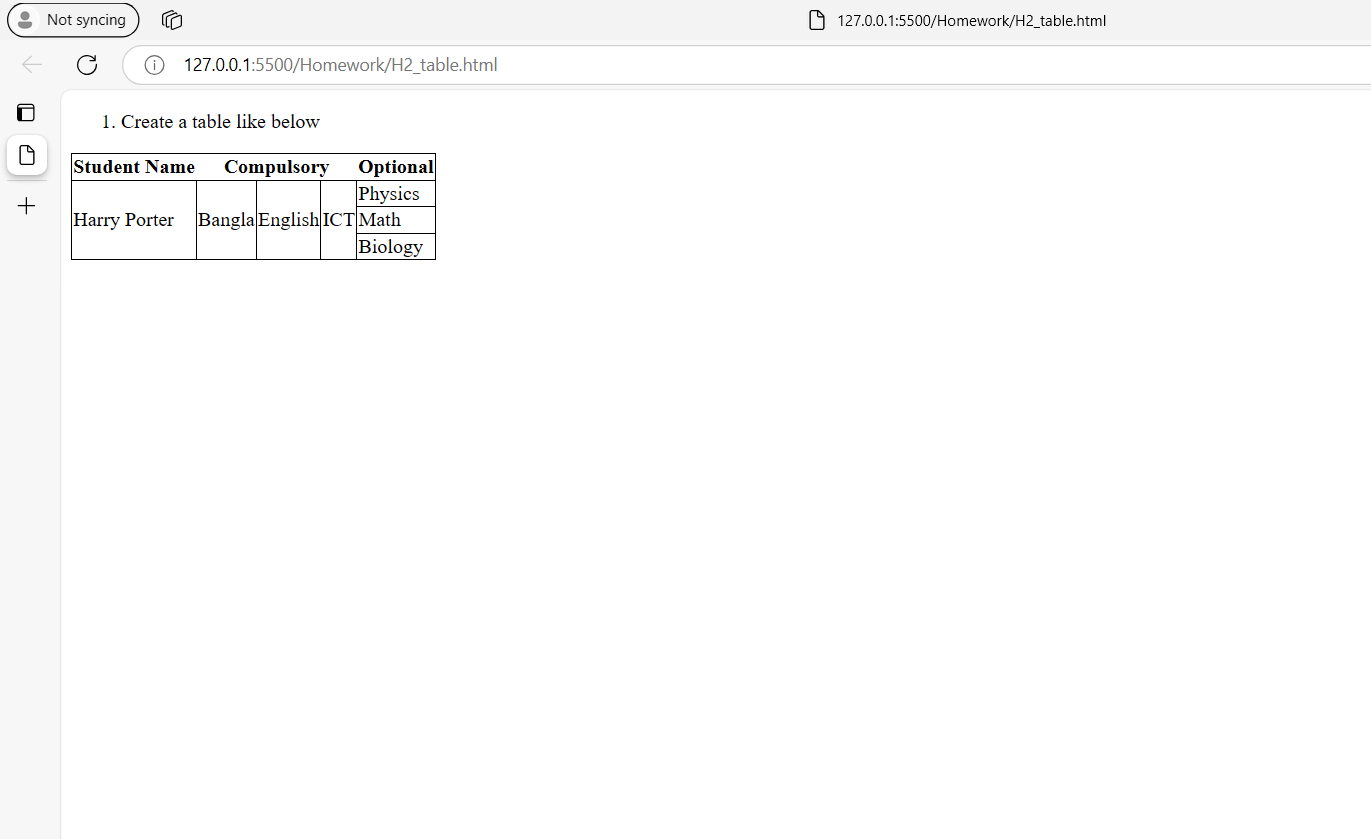 Not syncing
127.0.0.1:5500/Homework/H2_table.html
127.0.0.1:5500/Homework/H2_table.html
1. Create a table like below
Student Name Compulsory Optional
Harry Porter Bangla English ICT Physics
Math
Biology